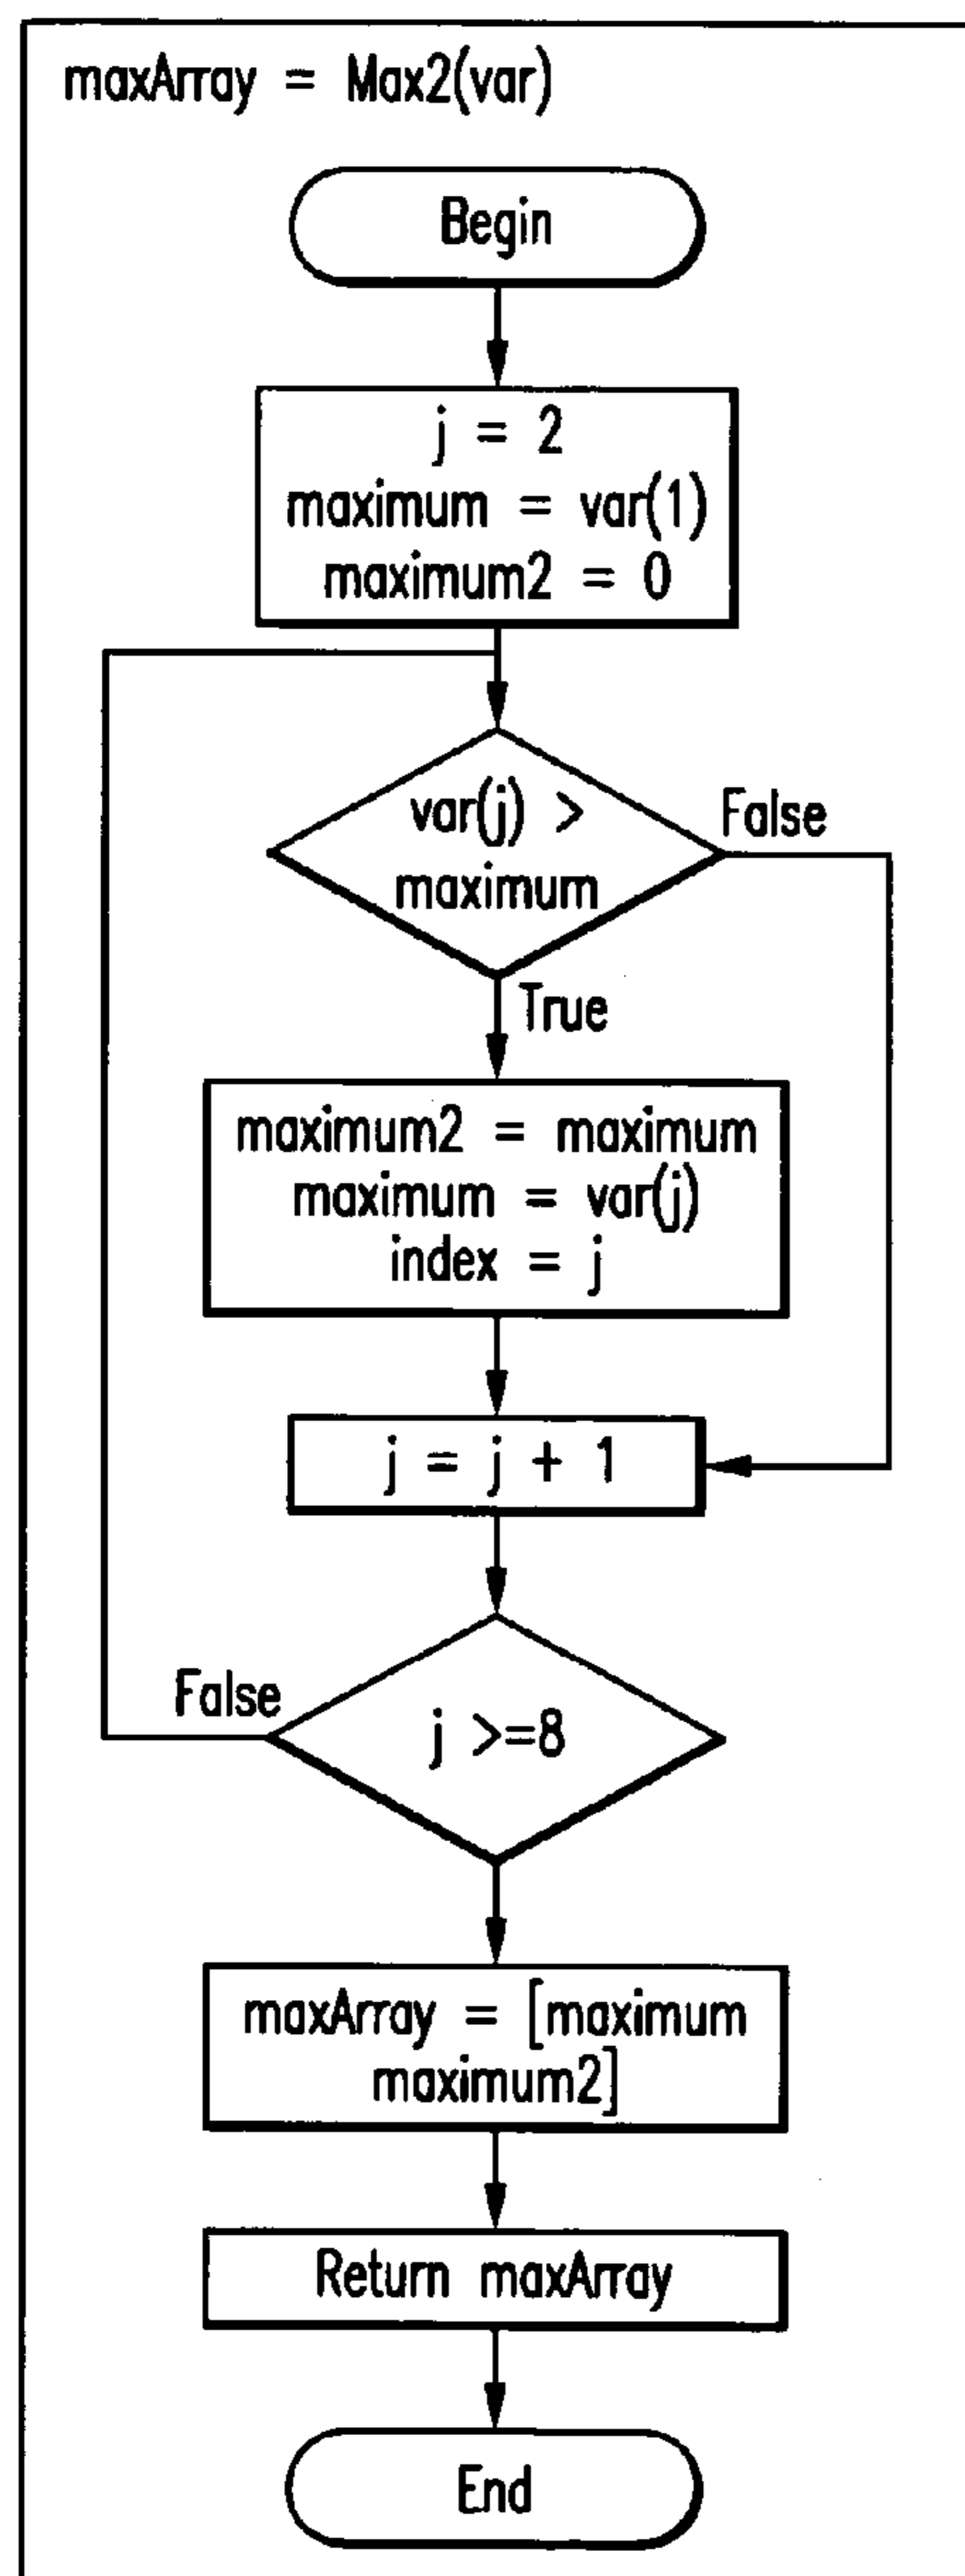 maxArray = Max2(var)
Begin
j = 2
maximum = var(1)
maximum2 = 0
var(j) >
maximum
False
True
maximum2 = maximum
maximum = var(j)
index = j
j = j + 1
False
j >=8
maxArray = [maximum
maximum2]
Return maxArray
End